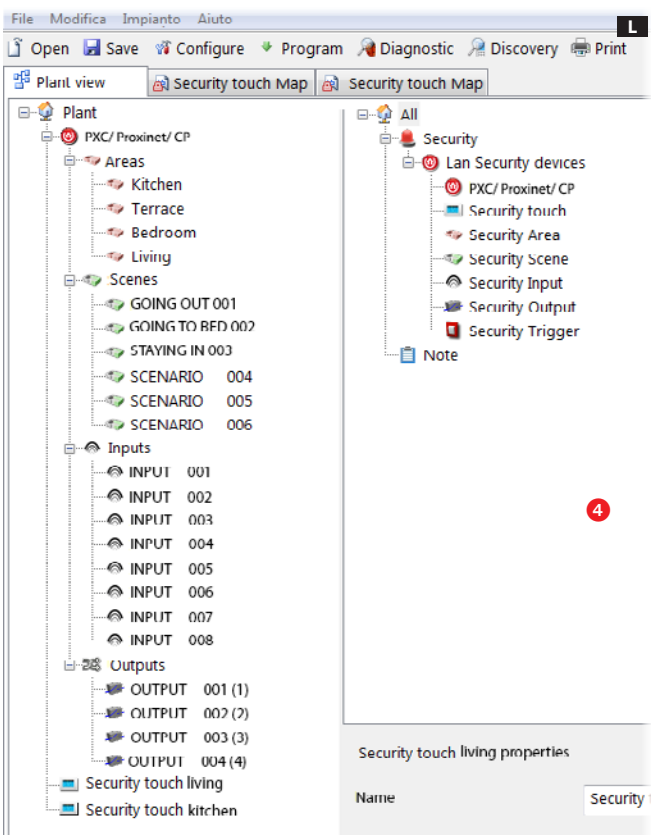 File Modifica Impianto Aiuto
L
Open Save Configure Program Diagnostic Discovery Print
Plant view Security touch Map Security touch Map
Plant
PXC/ Proxinet/ CP
Areas
Kitchen
Terrace
Bedroom
Living
Scenes
GOING OUT 001
GOING TO BED 002
STAYING IN 003
SCENARIO 004
SCENARIO 005
SCENARIO 006
Inputs
INPUT 001
INPUT 002
INPUT 003
INPUT 004
INPUT 005
INPUT 006
INPUT 007
INPUT 008
Outputs
OUTPUT 001 (1)
OUTPUT 002 (2)
OUTPUT 003 (3)
OUTPUT 004 (4)
Security touch living
Security touch kitchen
All
Security
Lan Security devices
PXC/ Proxinet/ CP
Security touch
Security Area
Security Scene
Security Input
Security Output
Security Trigger
Note
4
Security touch living properties
Name Security